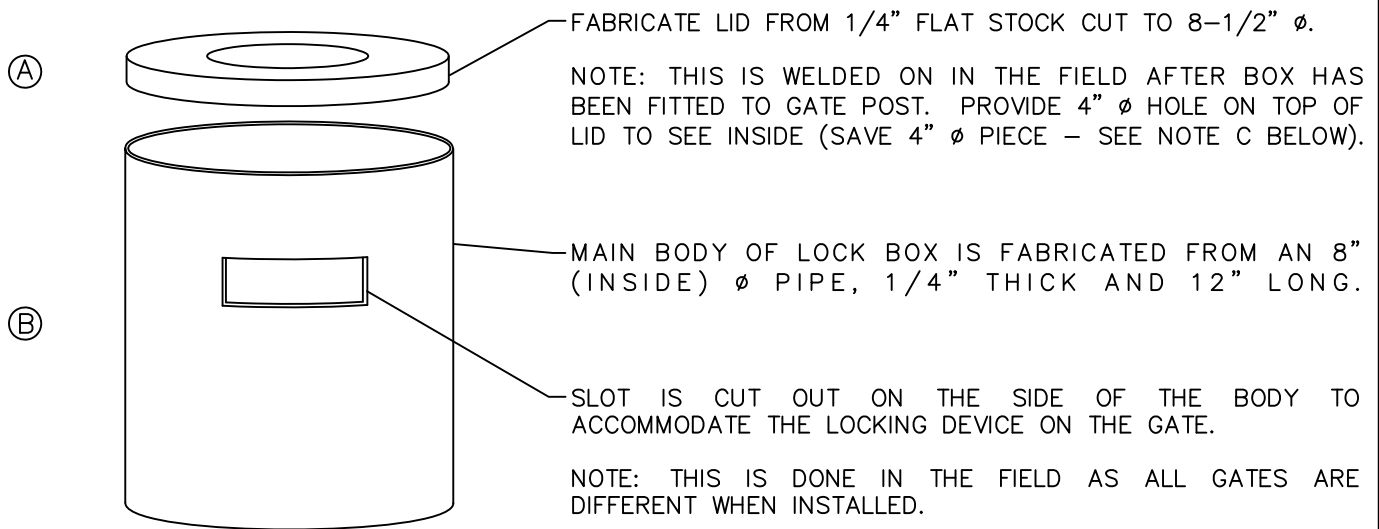 FABRICATE LID FROM 1/4" FLAT STOCK CUT TO 8-1/2" ø.
A
NOTE: THIS IS WELDED ON IN THE FIELD AFTER BOX HAS
BEEN FITTED TO GATE POST. PROVIDE 4" ø HOLE ON TOP OF
LID TO SEE INSIDE (SAVE 4" ø PIECE – SEE NOTE C BELOW).
MAIN BODY OF LOCK BOX IS FABRICATED FROM AN 8"
(INSIDE) ø PIPE, 1/4" THICK AND 12" LONG.
B
SLOT IS CUT OUT ON THE SIDE OF THE BODY TO
ACCOMMODATE THE LOCKING DEVICE ON THE GATE.
NOTE: THIS IS DONE IN THE FIELD AS ALL GATES ARE
DIFFERENT WHEN INSTALLED.